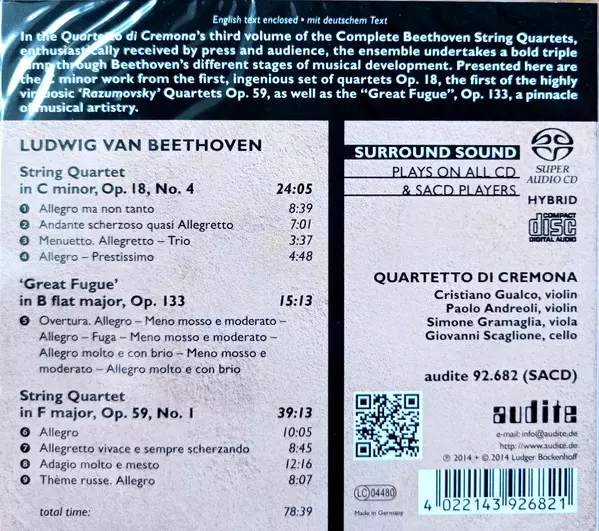 English text enclosed • mit deutschem Text
In the Quartetto di Cremona's third volume of the Complete Beethoven String Quartets,
enthusiastically received by press and audience, the ensemble undertakes a bold triple
jump through Beethoven's different stages of musical development. Presented here are
the C minor work from the first, ingenious set of quartets Op. 18, the first of the highly
virtuosic 'Razumovsky' Quartets Op. 59, as well as the "Great Fugue", Op. 133, a pinnacle
of musical artistry.
LUDWIG VAN BEETHOVEN
String Quartet
in C minor, Op. 18, No. 4 24:05
1 Allegro ma non tanto 8:39
2 Andante scherzoso quasi Allegretto 7:01
3 Menuetto. Allegretto – Trio 3:37
4 Allegro – Prestissimo 4:48
'Great Fugue'
in B flat major, Op. 133 15:13
5 Overtura. Allegro – Meno mosso e moderato –
Allegro – Fuga – Meno mosso e moderato –
Allegro molto e con brio – Meno mosso e
moderato – Allegro molto e con brio
String Quartet
in F major, Op. 59, No. 1 39:13
6 Allegro 10:05
7 Allegretto vivace e sempre scherzando 8:45
8 Adagio molto e mesto 12:16
9 Thème russe. Allegro 8:07
total time: 78:39
SURROUND SOUND
PLAYS ON ALL CD
& SACD PLAYERS
SUPER
AUDIO CD
HYBRID
COMPACT
disc
DIGITAL AUDIO
QUARTETTO DI CREMONA
Cristiano Gualco, violin
Paolo Andreoli, violin
Simone Gramaglia, viola
Giovanni Scaglione, cello
audite 92.682 (SACD)
audite
e-mail: info@audite.de
http://www.audite.de
℗ 2014 + © 2014 Ludger Böckenhoff
LC 04480
Made in Germany
4 022143 926821